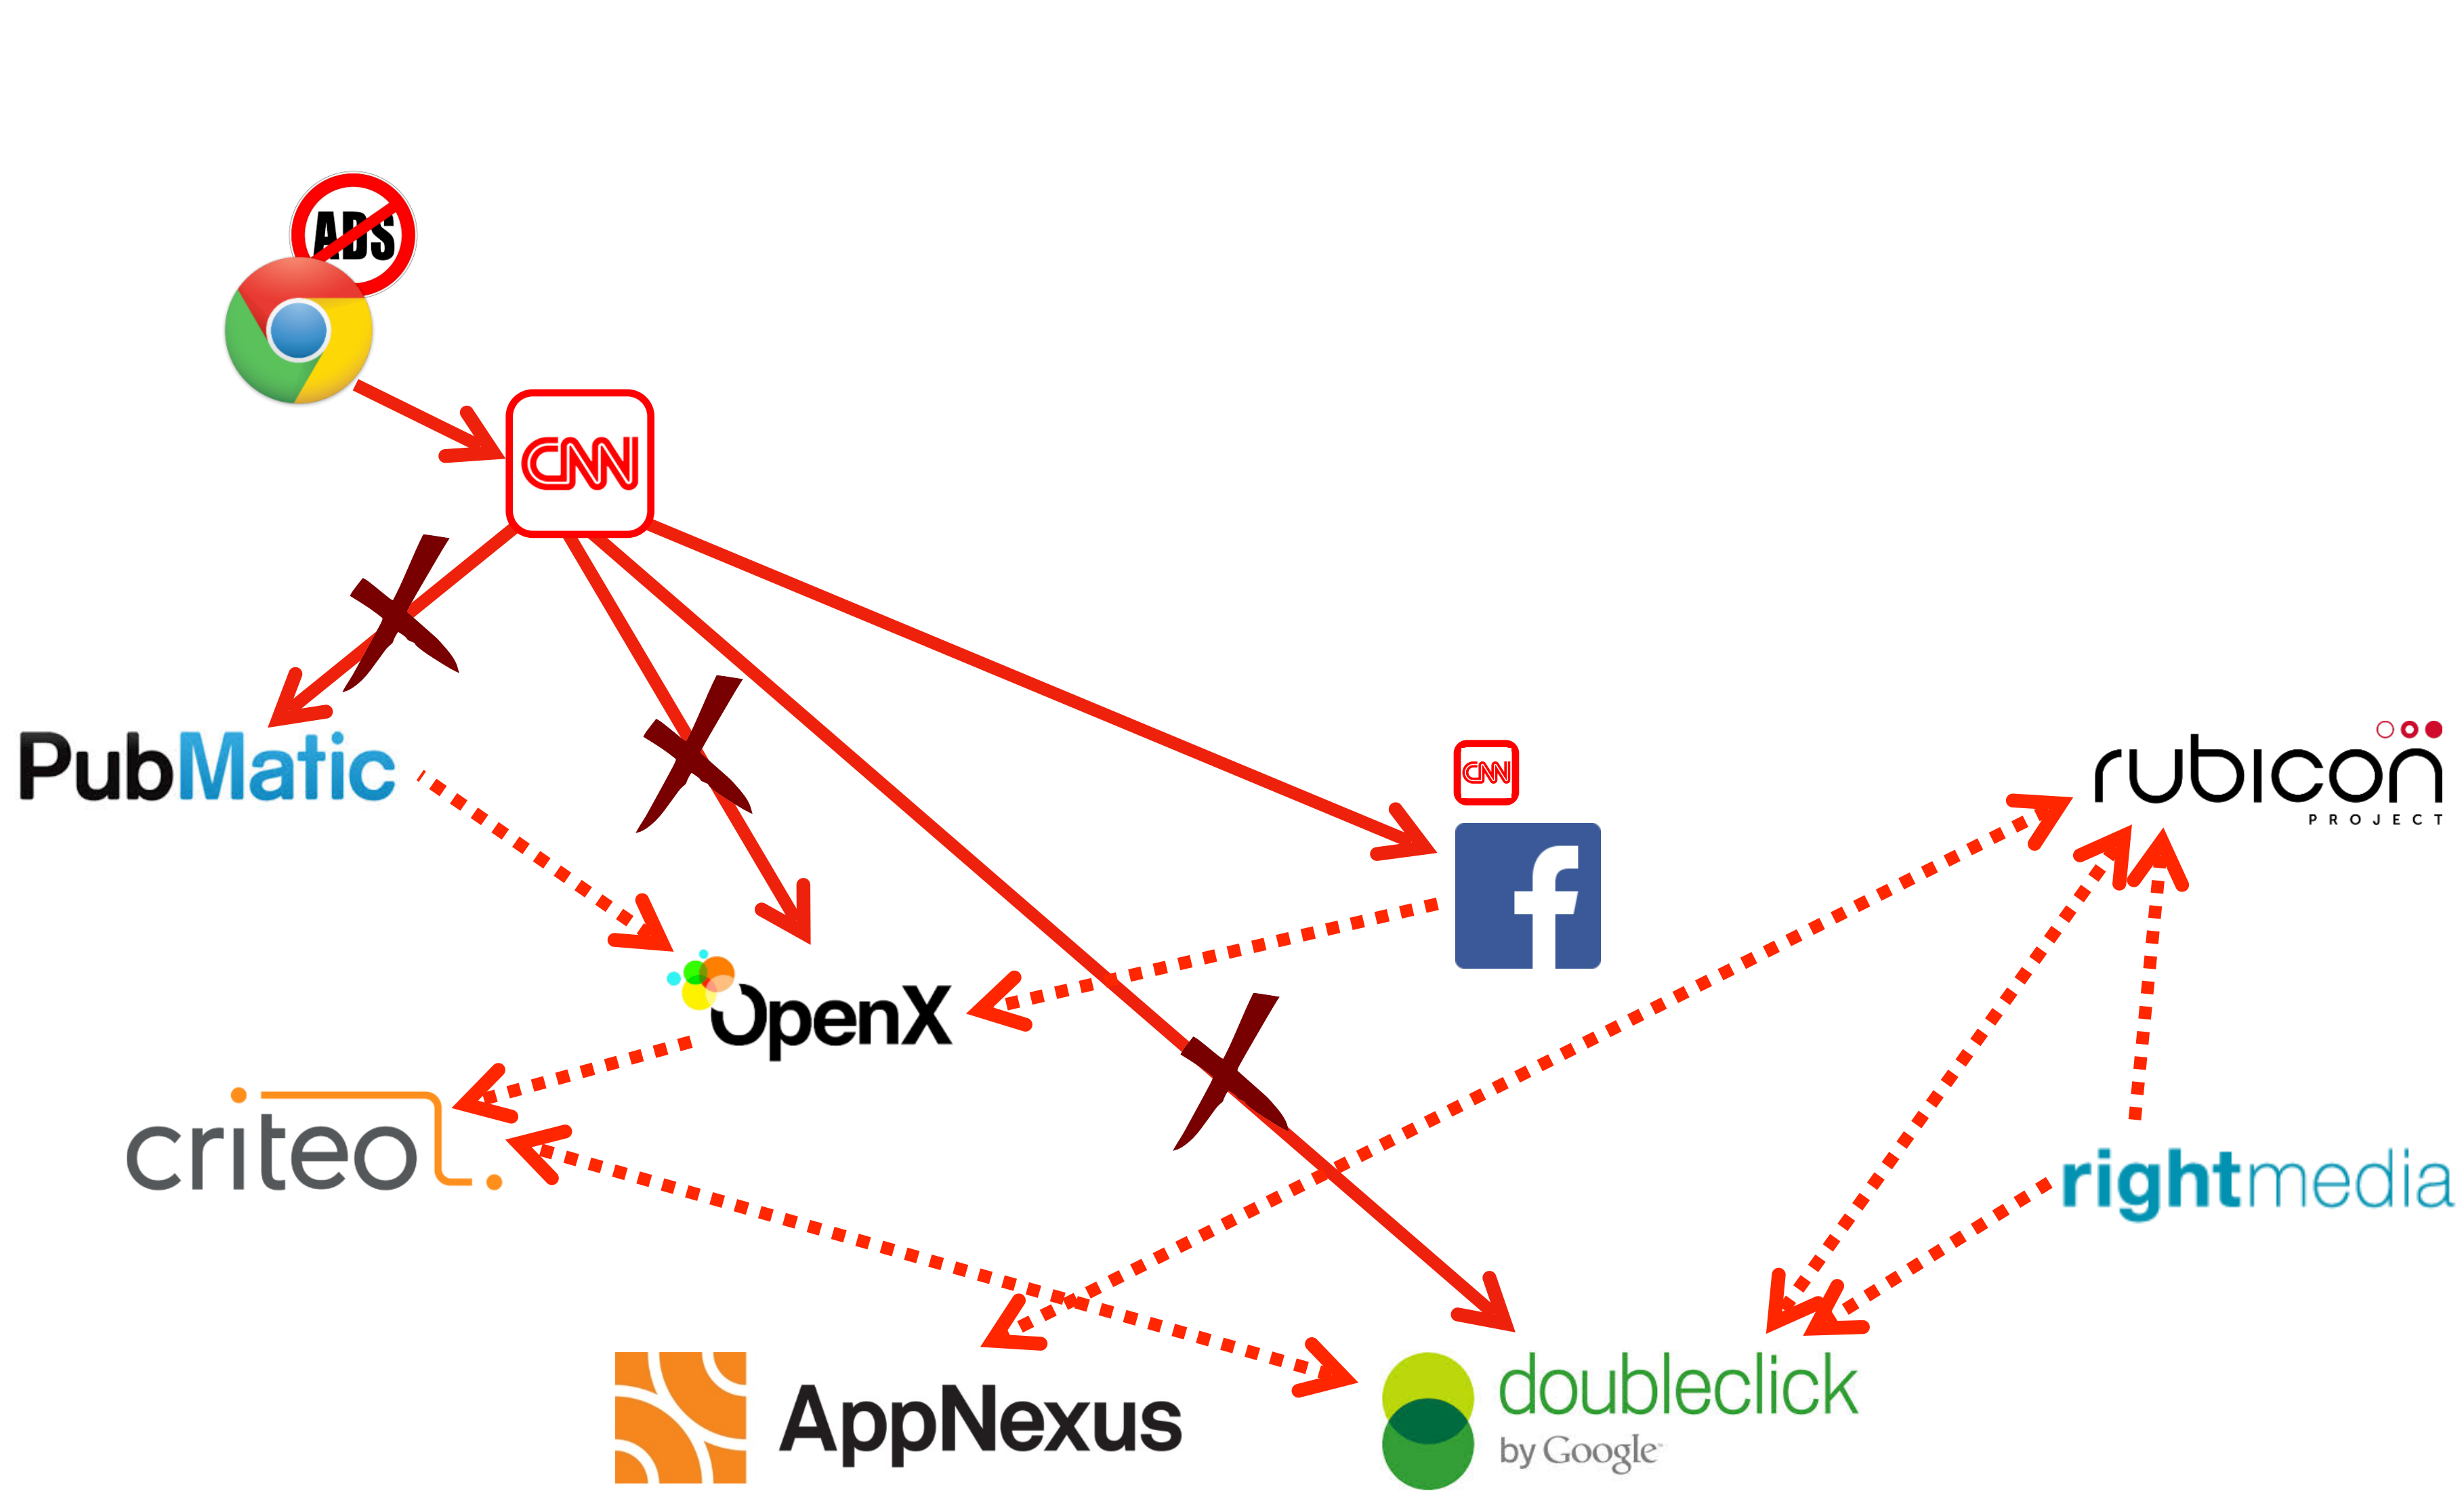 ADS
CNN
PubMatic
CNN
rubicon
PROJECT
f
OpenX
criteo
rightmedia
AppNexus
doubleclick
by Google